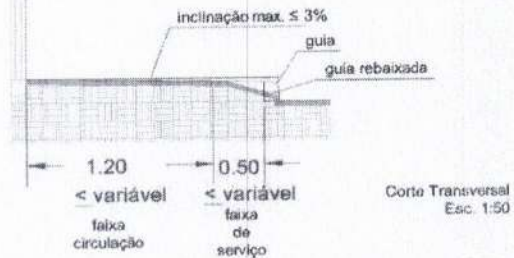 inclinação max. ≤ 3%
guia
guia rebaixada
1.20
0.50
≤ variável
≤ variável
faixa
circulação
faixa
de
serviço
Corte Transversal
Esc. 1:50